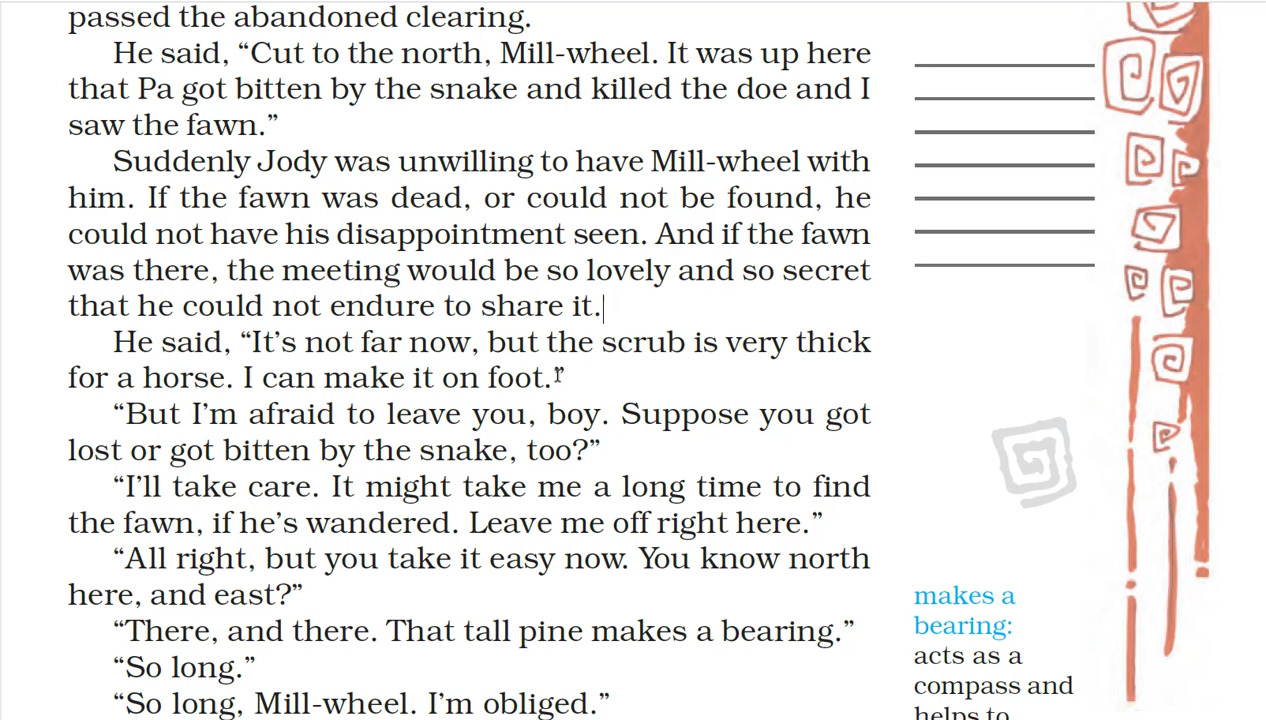 passed the abandoned clearing.
He said, “Cut to the north, Mill-wheel. It was up here
that Pa got bitten by the snake and killed the doe and I
saw the fawn.”
Suddenly Jody was unwilling to have Mill-wheel with
him. If the fawn was dead, or could not be found, he
could not have his disappointment seen. And if the fawn
was there, the meeting would be so lovely and so secret
that he could not endure to share it.
He said, “It’s not far now, but the scrub is very thick
for a horse. I can make it on foot.”
“But I’m afraid to leave you, boy. Suppose you got
lost or got bitten by the snake, too?”
“I’ll take care. It might take me a long time to find
the fawn, if he’s wandered. Leave me off right here.”
“All right, but you take it easy now. You know north
here, and east?”
“There, and there. That tall pine makes a bearing.”
“So long.”
“So long, Mill-wheel. I’m obliged.”
makes a
bearing:
acts as a
compass and
helps to